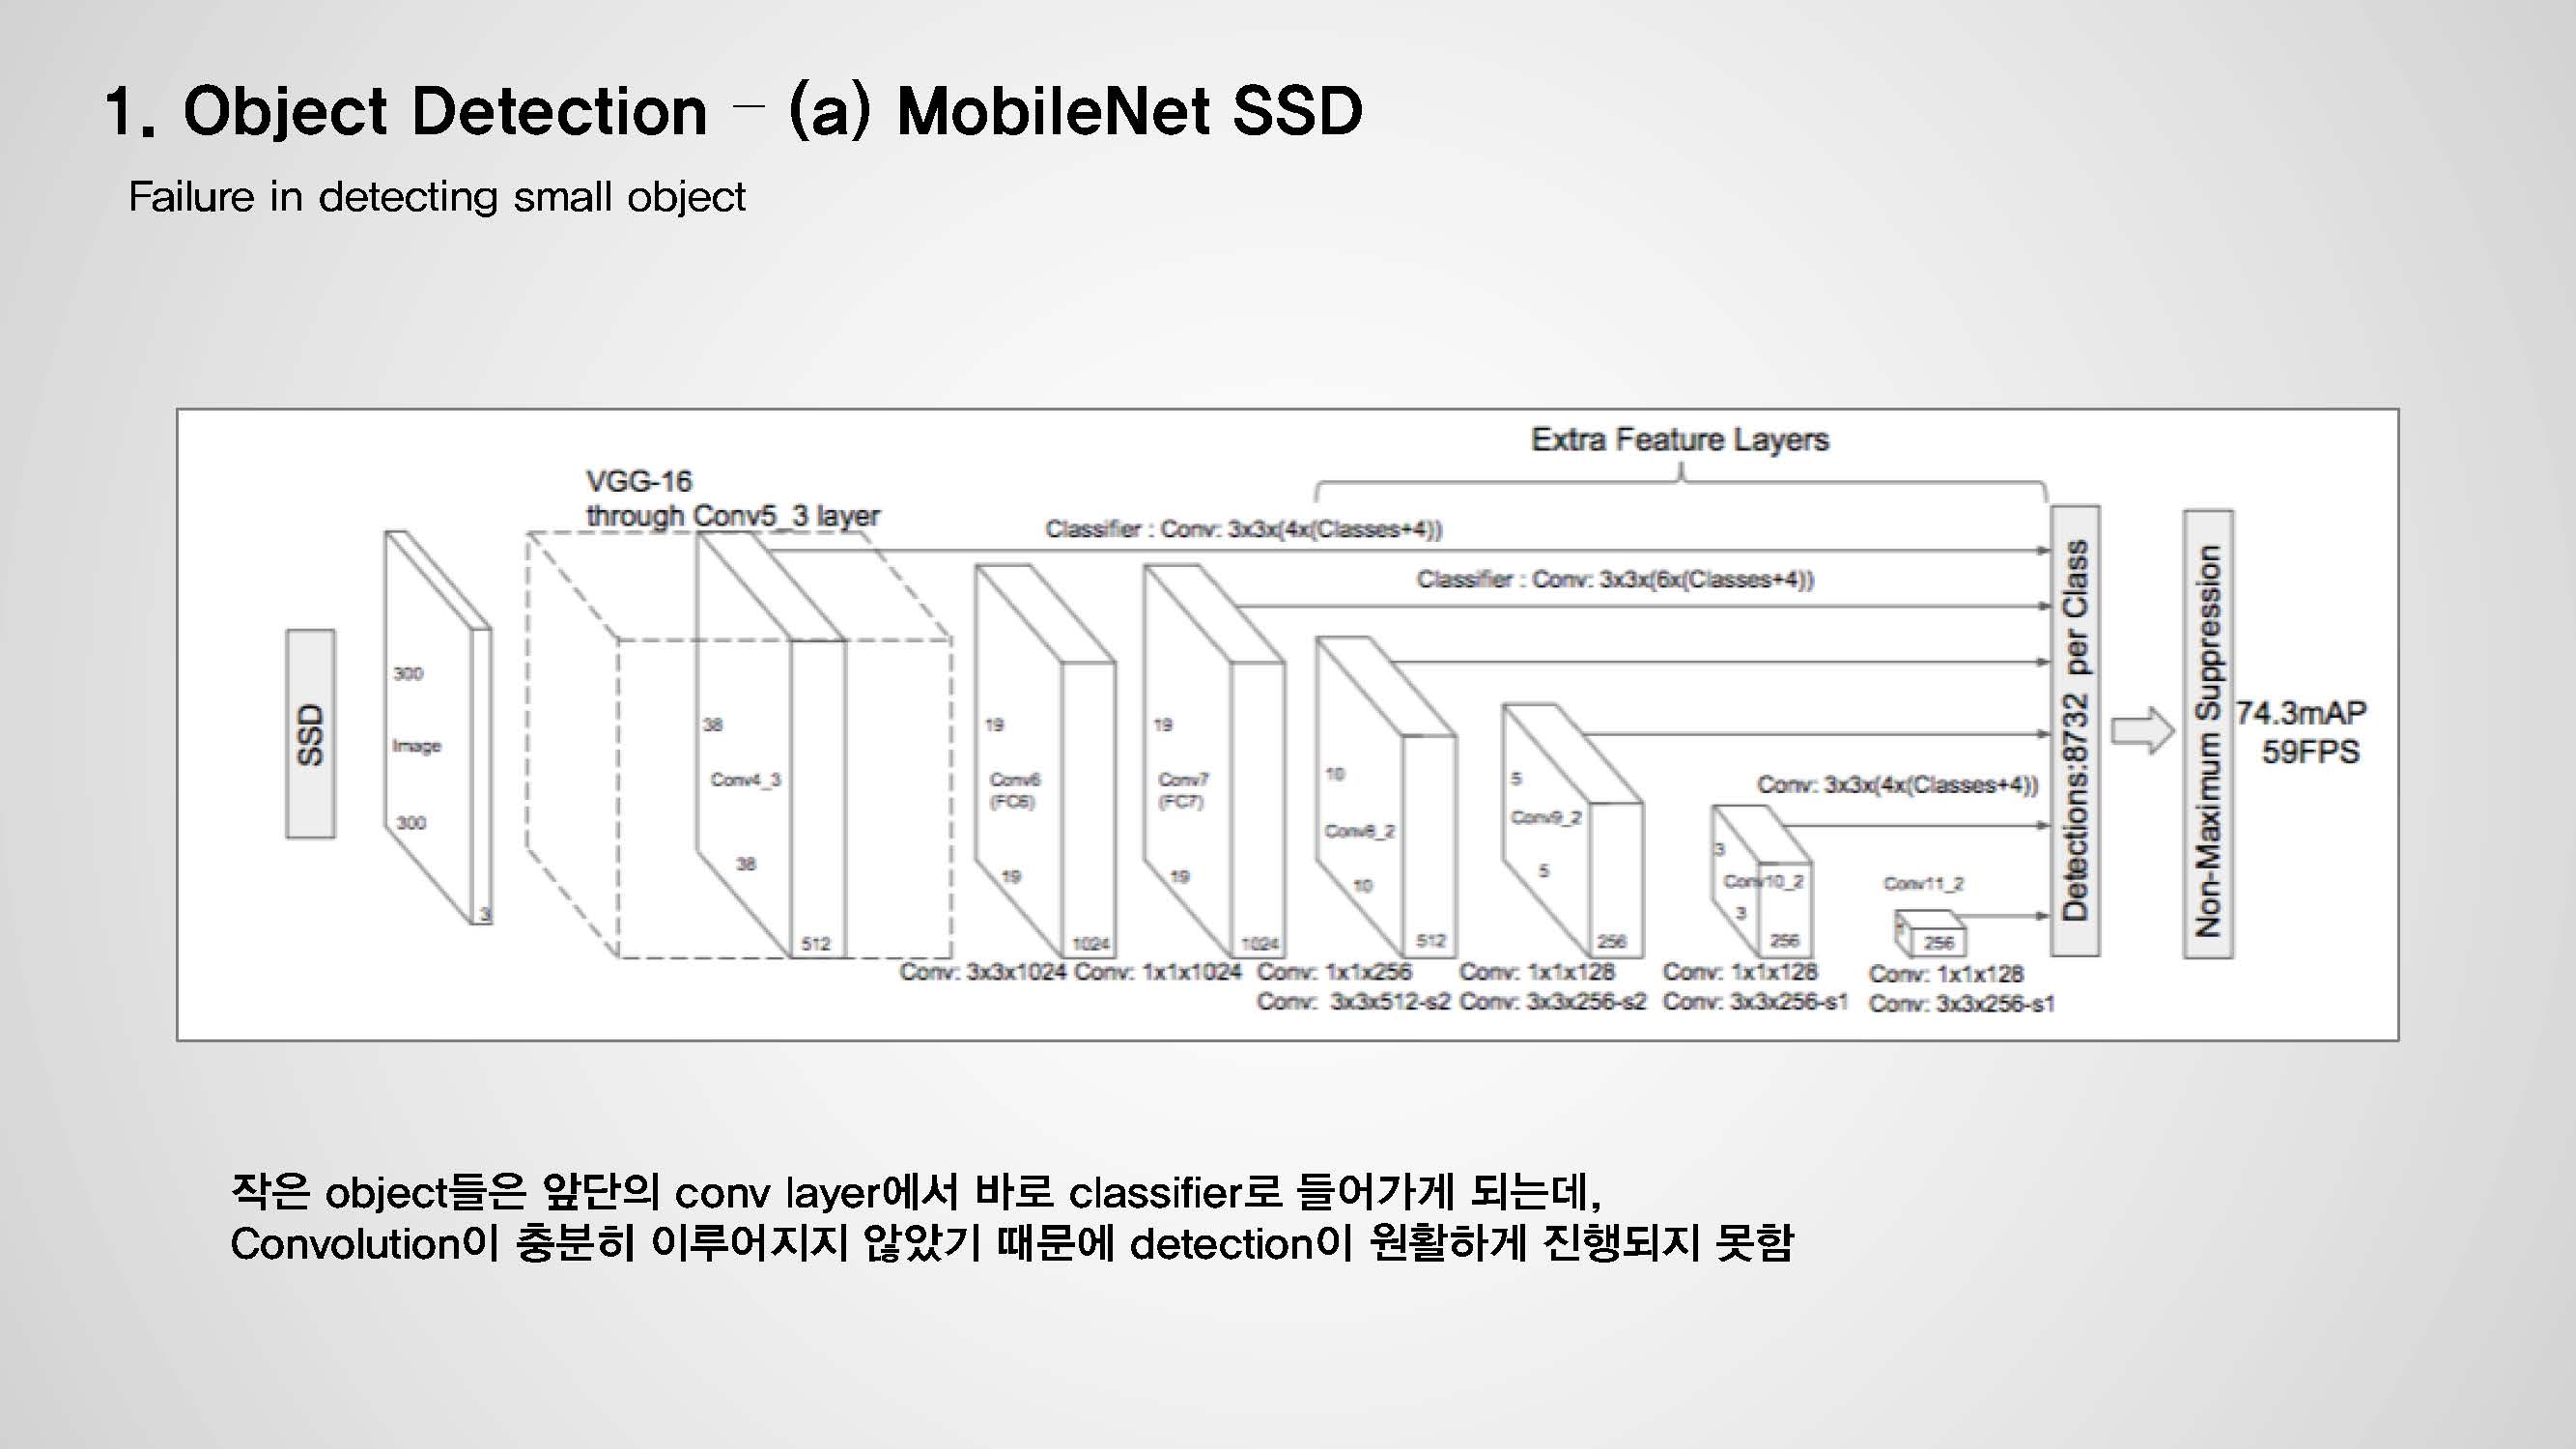 1. Object Detection – (a) MobileNet SSD
Failure in detecting small object
Extra Feature Layers
VGG-16
through Conv5_3 layer
Classifier : Conv: 3x3x(4x(Classes+4))
Classifier : Conv: 3x3x(6x(Classes+4))
SSD
300
Image
300
3
38
Conv4_3
38
512
19
Conv6
(FC6)
19
1024
19
Conv7
(FC7)
19
1024
10
Conv8_2
10
512
5
Conv9_2
5
256
Conv: 3x3x(4x(Classes+4))
3
Conv10_2
3
256
Conv11_2
256
Conv: 3x3x1024 Conv: 1x1x1024 Conv: 1x1x256 Conv: 1x1x128 Conv: 1x1x128 Conv: 1x1x128
Conv: 3x3x512-s2 Conv: 3x3x256-s2 Conv: 3x3x256-s1 Conv: 3x3x256-s1
Detections:8732 per Class
Non-Maximum Suppression
74.3mAP
59FPS
작은 object들은 앞단의 conv layer에서 바로 classifier로 들어가게 되는데,
Convolution이 충분히 이루어지지 않았기 때문에 detection이 원활하게 진행되지 못함